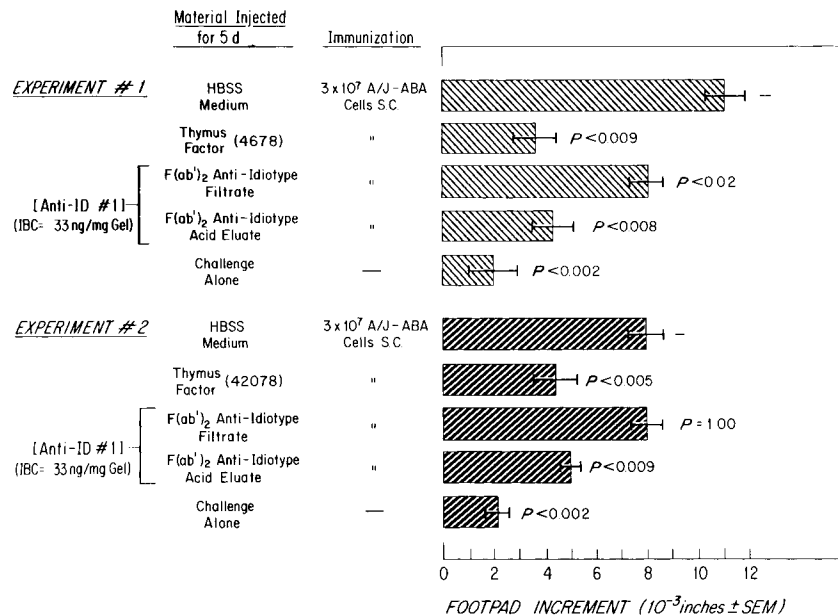 Material Injected
for 5 d
Immunization
EXPERIMENT # 1
HBSS
Medium
3 x 10⁷ A/J-ABA
Cells S.C.
—
Thymus
Factor (4678)
"
P<0.009
[Anti-ID #1]
(IBC= 33 ng/mg Gel)
F(ab')₂ Anti-Idiotype
Filtrate
"
P<0.02
F(ab')₂ Anti-Idiotype
Acid Eluate
"
P<0.008
Challenge
Alone
—
P<0.002
EXPERIMENT # 2
HBSS
Medium
3 x 10⁷ A/J-ABA
Cells S.C.
—
Thymus
Factor (42078)
"
P<0.005
[Anti-ID #1]
(IBC= 33 ng/mg Gel)
F(ab')₂ Anti-Idiotype
Filtrate
"
P=1.00
F(ab')₂ Anti-Idiotype
Acid Eluate
"
P<0.009
Challenge
Alone
—
P<0.002
0 2 4 6 8 10 12
FOOTPAD INCREMENT (10⁻³ inches ± SEM)